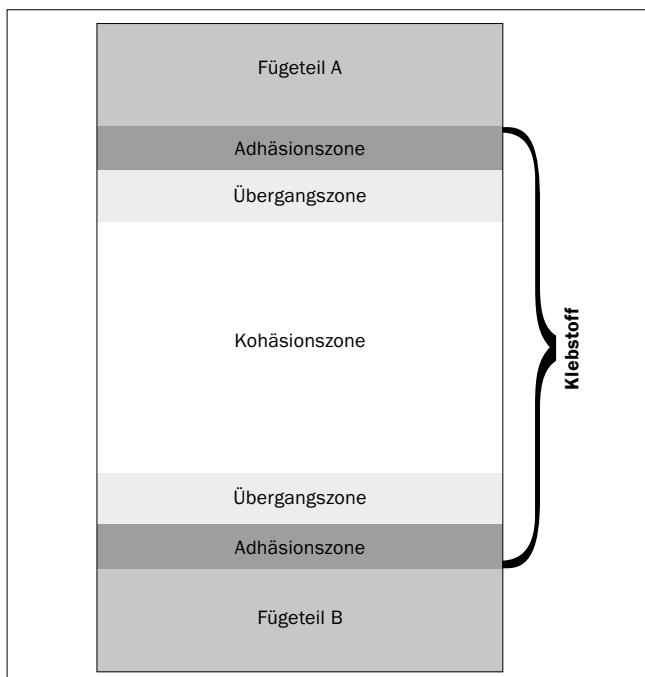 Fügeteil A
Adhäsionszone
Übergangszone
Kohäsionszone
Klebstoff
Übergangszone
Adhäsionszone
Fügeteil B